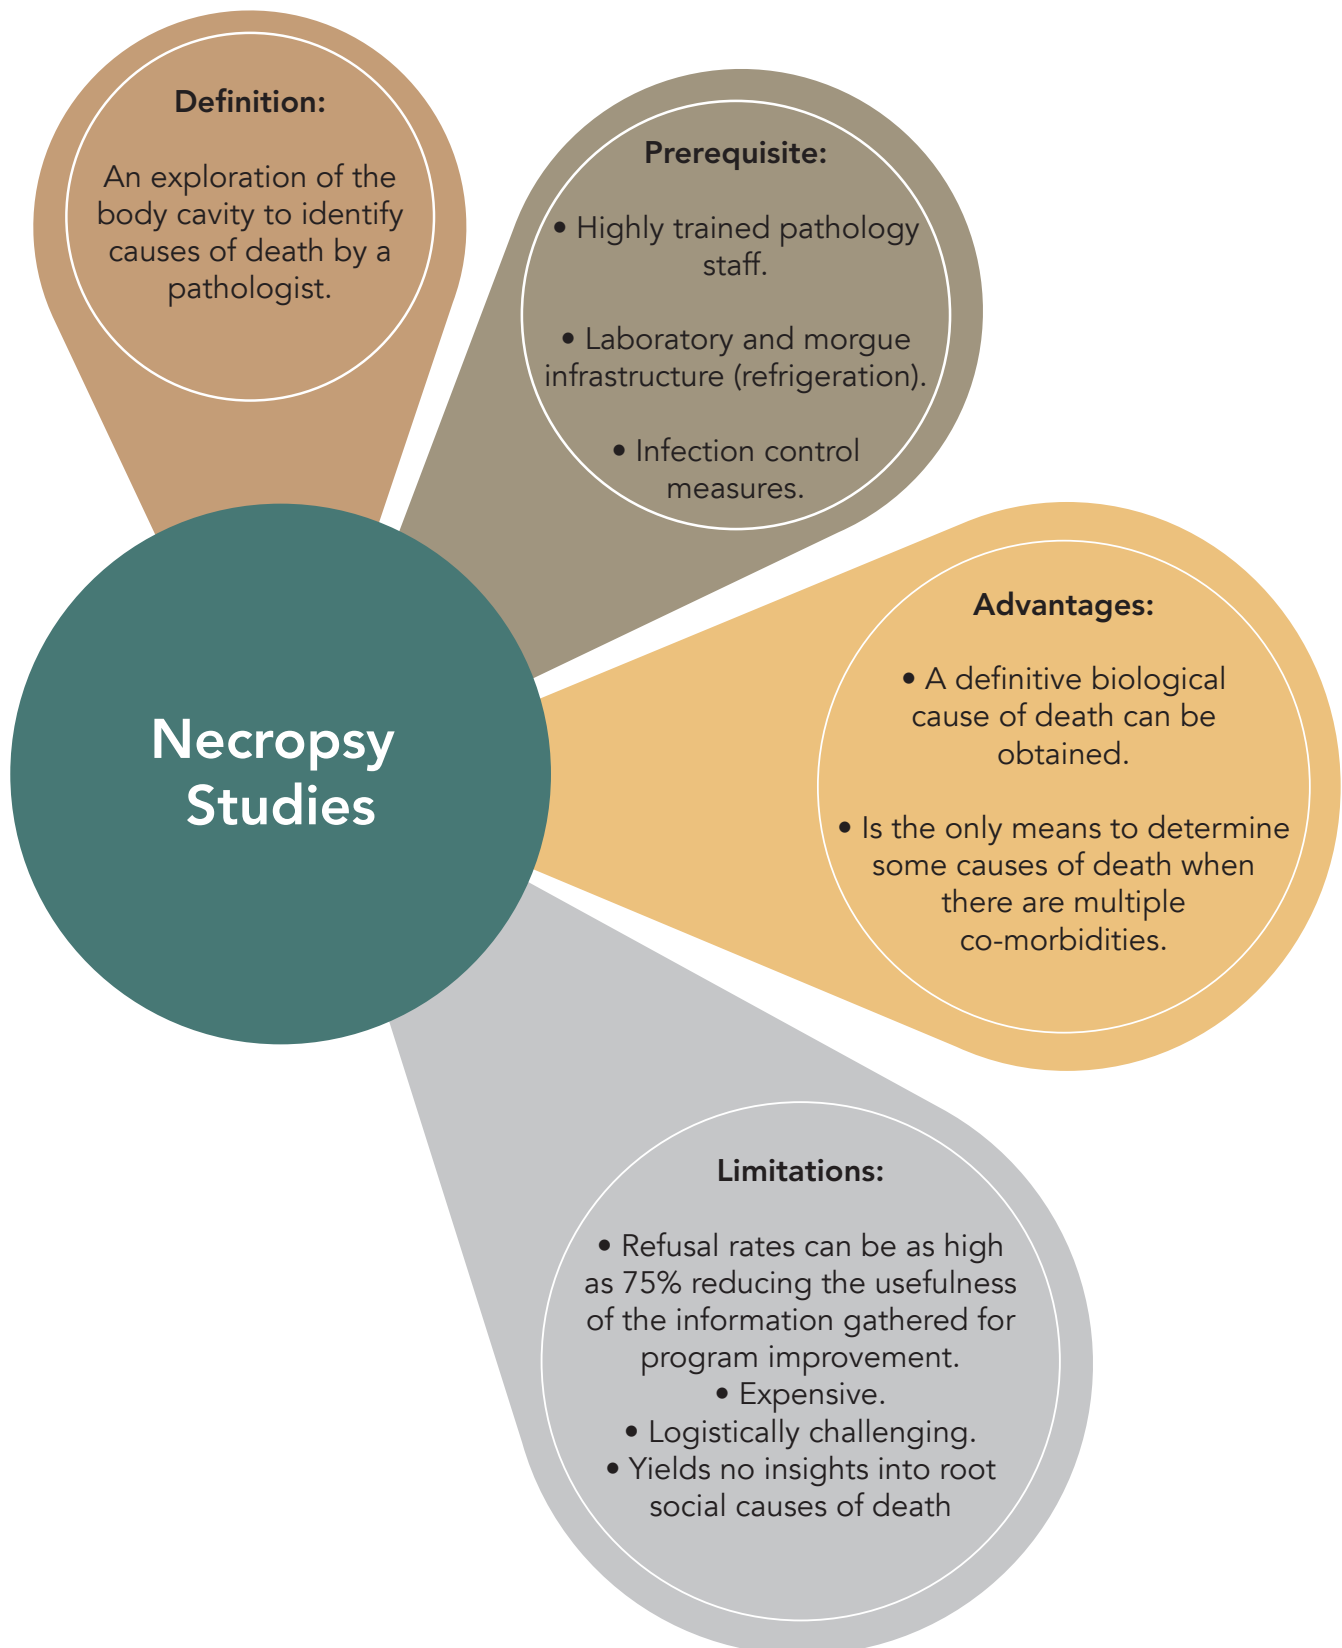 Definition:
An exploration of the
body cavity to identify
causes of death by a
pathologist.
Prerequisite:
• Highly trained pathology
staff.
• Laboratory and morgue
infrastructure (refrigeration).
• Infection control
measures.
Advantages:
• A definitive biological
cause of death can be
obtained.
• Is the only means to determine
some causes of death when
there are multiple
co-morbidities.
Necropsy
Studies
Limitations:
• Refusal rates can be as high
as 75% reducing the usefulness
of the information gathered for
program improvement.
• Expensive.
• Logistically challenging.
• Yields no insights into root
social causes of death